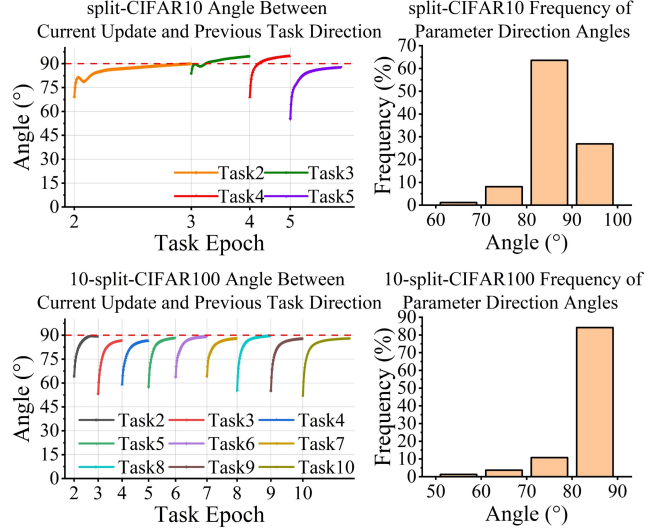 split-CIFAR10 Angle Between
Current Update and Previous Task Direction
90
75
60
45
30
15
0
Angle (°)
Task2
Task3
Task4
Task5
2
3
4
5
Task Epoch
split-CIFAR10 Frequency of
Parameter Direction Angles
70
60
50
40
30
20
10
0
Frequency (%)
60
70
80
90
100
Angle (°)
10-split-CIFAR100 Angle Between
Current Update and Previous Task Direction
90
75
60
45
30
15
0
Angle (°)
Task2
Task3
Task4
Task5
Task6
Task7
Task8
Task9
Task10
2
3
4
5
6
7
8
9
10
Task Epoch
10-split-CIFAR100 Frequency of
Parameter Direction Angles
90
80
70
60
50
40
30
20
10
0
Frequency (%)
50
60
70
80
90
Angle (°)